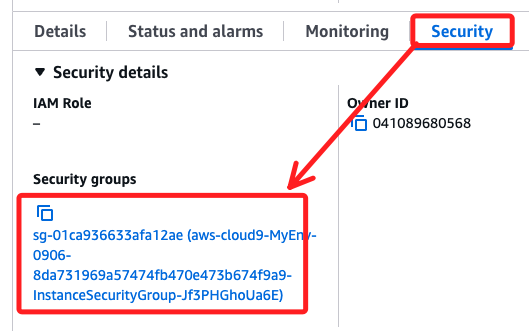 Details Status and alarms Monitoring Security
▼ Security details
IAM Role
–
Owner ID
041089680568
Security groups
sg-01ca936633afa12ae (aws-cloud9-MyEnv-
0906-
8da731969a57474fb470e473b674f9a9-
InstanceSecurityGroup-Jf3PHGhoUa6E)